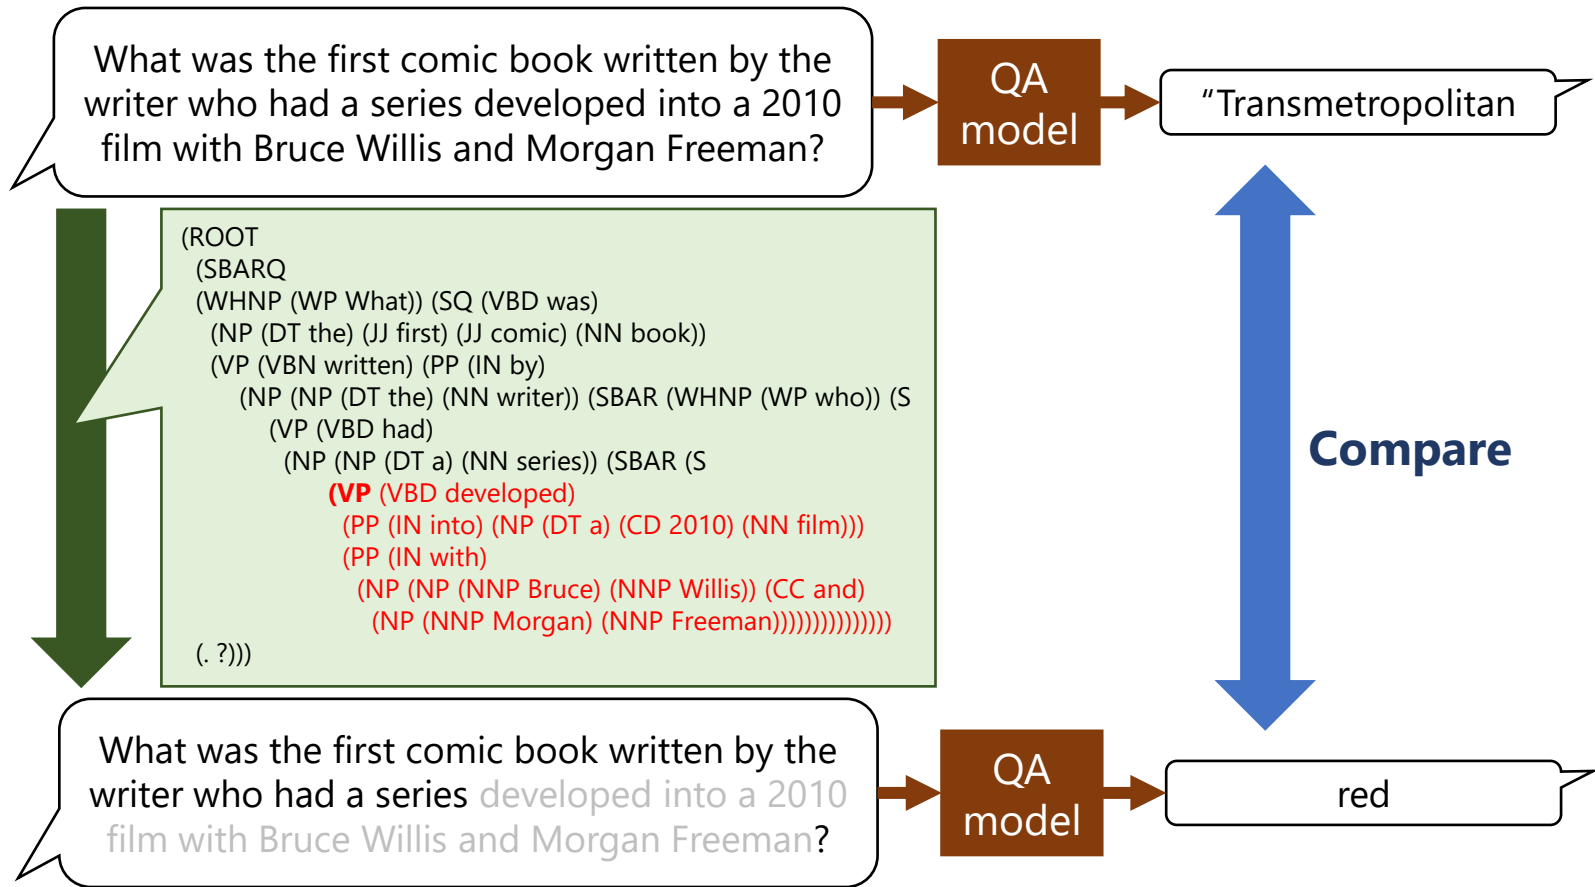 What was the first comic book written by the
writer who had a series developed into a 2010
film with Bruce Willis and Morgan Freeman?
QA
model
“Transmetropolitan
(ROOT
(SBARQ
(WHNP (WP What)) (SQ (VBD was)
(NP (DT the) (JJ first) (JJ comic) (NN book))
(VP (VBN written) (PP (IN by)
(NP (NP (DT the) (NN writer)) (SBAR (WHNP (WP who)) (S
(VP (VBD had)
(NP (NP (DT a) (NN series)) (SBAR (S
(VP (VBD developed)
(PP (IN into) (NP (DT a) (CD 2010) (NN film)))
(PP (IN with)
(NP (NP (NNP Bruce) (NNP Willis)) (CC and)
(NP (NNP Morgan) (NNP Freeman)))))))))))))))
(. ?)))
Compare
What was the first comic book written by the
writer who had a series developed into a 2010
film with Bruce Willis and Morgan Freeman?
QA
model
red